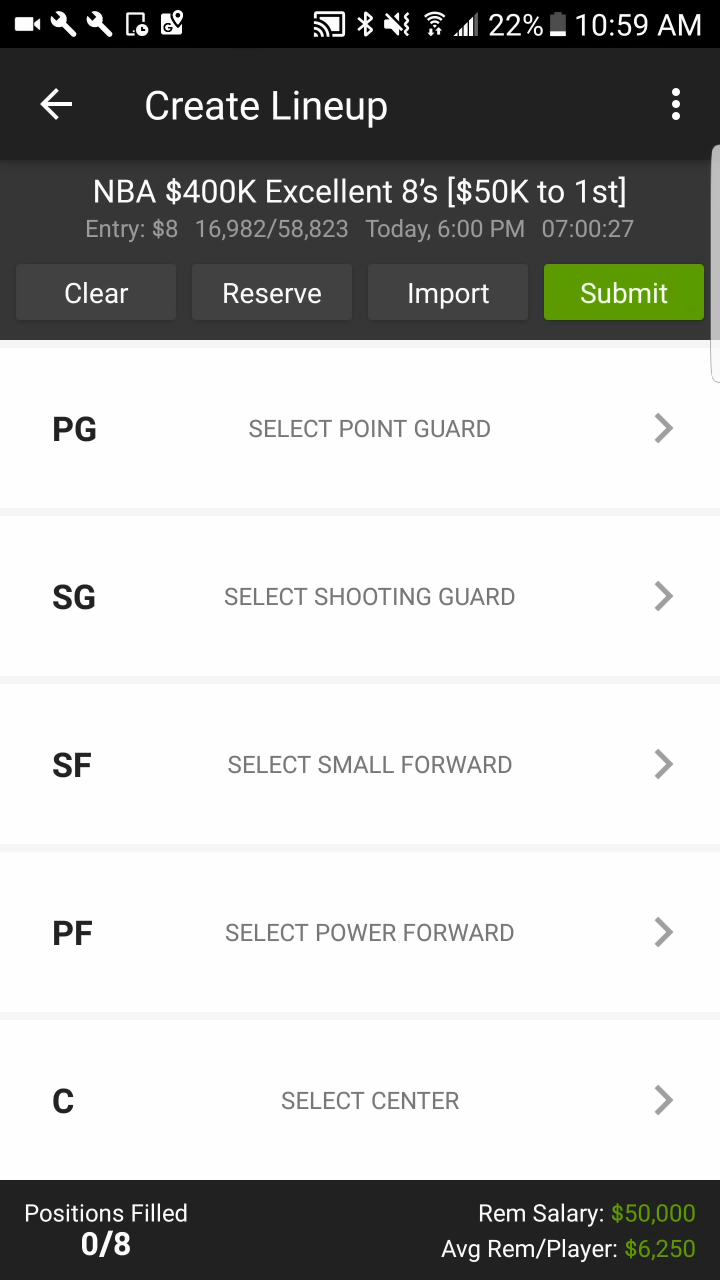 22% 10:59 AM
Create Lineup
NBA $400K Excellent 8’s [$50K to 1st]
Entry: $8 16,982/58,823 Today, 6:00 PM 07:00:27
Clear Reserve Import Submit
PG SELECT POINT GUARD
SG SELECT SHOOTING GUARD
SF SELECT SMALL FORWARD
PF SELECT POWER FORWARD
C SELECT CENTER
Positions Filled Rem Salary: $50,000
0/8 Avg Rem/Player: $6,250